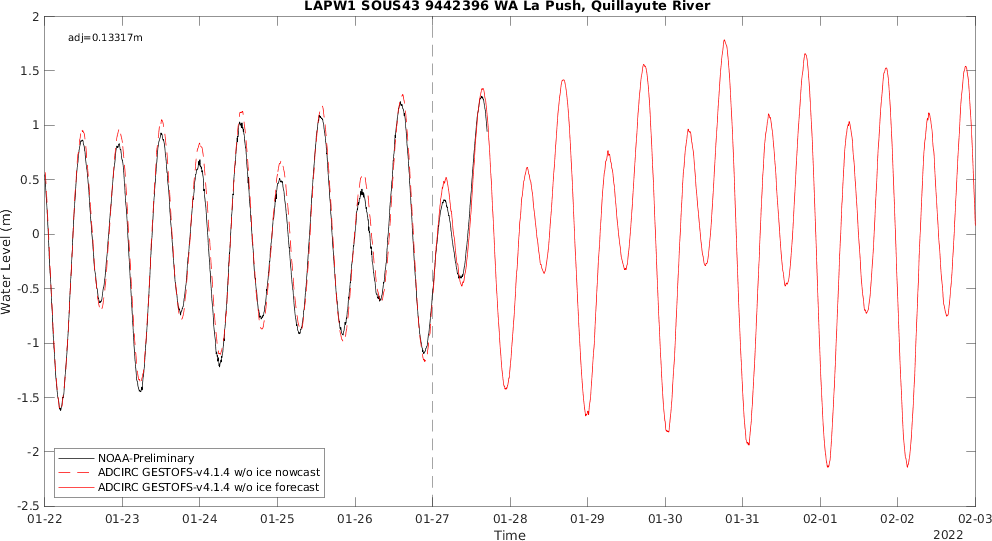 LAPW1 SOUS43 9442396 WA La Push, Quillayute River
adj=0.13317m
2
1.5
1
0.5
0
-0.5
-1
-1.5
-2
-2.5
Water Level (m)
NOAA-Preliminary
ADCIRC GESTOFS-v4.1.4 w/o ice nowcast
ADCIRC GESTOFS-v4.1.4 w/o ice forecast
01-22 01-23 01-24 01-25 01-26 01-27 01-28 01-29 01-30 01-31 02-01 02-02 02-03
Time
2022